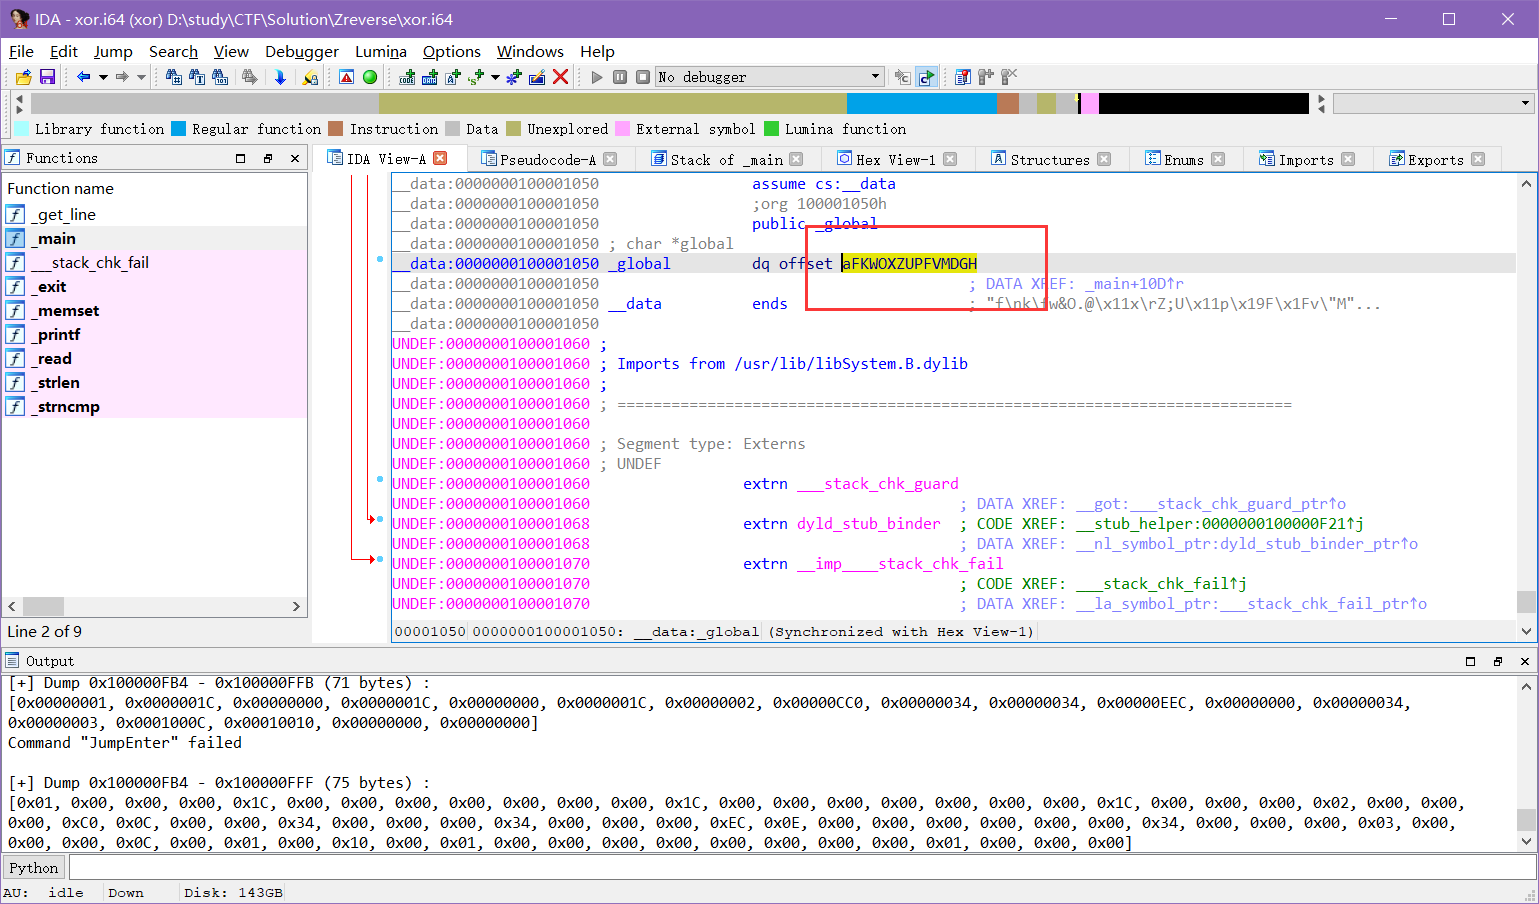 IDA - xor.i64 (xor) D:\study\CTF\Solution\Zreverse\xor.i64
File Edit Jump Search View Debugger Lumina Options Windows Help
No debugger
Library function Regular function Instruction Data Unexplored External symbol Lumina function
Functions
IDA View-A Pseudocode-A Stack of _main Hex View-1 Structures Enums Imports Exports
Function name
_get_line
_main
___stack_chk_fail
_exit
_memset
_printf
_read
_strlen
_strncmp
Line 2 of 9
__data:0000000100001050 assume cs:__data
__data:0000000100001050 ;org 100001050h
__data:0000000100001050 public _global
__data:0000000100001050 ; char *global
__data:0000000100001050 _global dq offset aFKWOXZUPFVMDGH
__data:0000000100001050 ; DATA XREF: _main+10D↑r
__data:0000000100001050 __data ends ; "f\nk\fw&O.@\x11x\rZ;U\x11p\x19F\x1Fv\"M"...
__data:0000000100001050
UNDEF:0000000100001060 ;
UNDEF:0000000100001060 ; Imports from /usr/lib/libSystem.B.dylib
UNDEF:0000000100001060 ;
UNDEF:0000000100001060 ; ===========================================================================
UNDEF:0000000100001060
UNDEF:0000000100001060 ; Segment type: Externs
UNDEF:0000000100001060 ; UNDEF
UNDEF:0000000100001060 extrn ___stack_chk_guard
UNDEF:0000000100001060 ; DATA XREF: __got:___stack_chk_guard_ptr↑o
UNDEF:0000000100001068 extrn dyld_stub_binder ; CODE XREF: __stub_helper:0000000100000F21↑j
UNDEF:0000000100001068 ; DATA XREF: __nl_symbol_ptr:dyld_stub_binder_ptr↑o
UNDEF:0000000100001070 extrn __imp____stack_chk_fail
UNDEF:0000000100001070 ; CODE XREF: ___stack_chk_fail↑j
UNDEF:0000000100001070 ; DATA XREF: __la_symbol_ptr:___stack_chk_fail_ptr↑o
00001050 0000000100001050: __data:_global (Synchronized with Hex View-1)
Output
[+] Dump 0x100000FB4 - 0x100000FFB (71 bytes) :
[0x00000001, 0x0000001C, 0x00000000, 0x0000001C, 0x00000000, 0x0000001C, 0x00000002, 0x00000CC0, 0x00000034, 0x00000034, 0x00000EEC, 0x00000000, 0x00000034,
0x00000003, 0x0001000C, 0x00010010, 0x00000000, 0x00000000]
Command "JumpEnter" failed
[+] Dump 0x100000FB4 - 0x100000FFF (75 bytes) :
[0x01, 0x00, 0x00, 0x00, 0x1C, 0x00, 0x00, 0x00, 0x00, 0x00, 0x00, 0x00, 0x1C, 0x00, 0x00, 0x00, 0x00, 0x00, 0x00, 0x00, 0x1C, 0x00, 0x00, 0x00, 0x02, 0x00, 0x00,
0x00, 0xC0, 0x0C, 0x00, 0x00, 0x34, 0x00, 0x00, 0x00, 0x34, 0x00, 0x00, 0x00, 0xEC, 0x0E, 0x00, 0x00, 0x00, 0x00, 0x00, 0x00, 0x34, 0x00, 0x00, 0x00, 0x03, 0x00,
0x00, 0x00, 0x0C, 0x00, 0x01, 0x00, 0x10, 0x00, 0x01, 0x00, 0x00, 0x00, 0x00, 0x00, 0x00, 0x00, 0x00, 0x01, 0x00, 0x00, 0x00]
Python
AU: idle Down Disk: 143GB